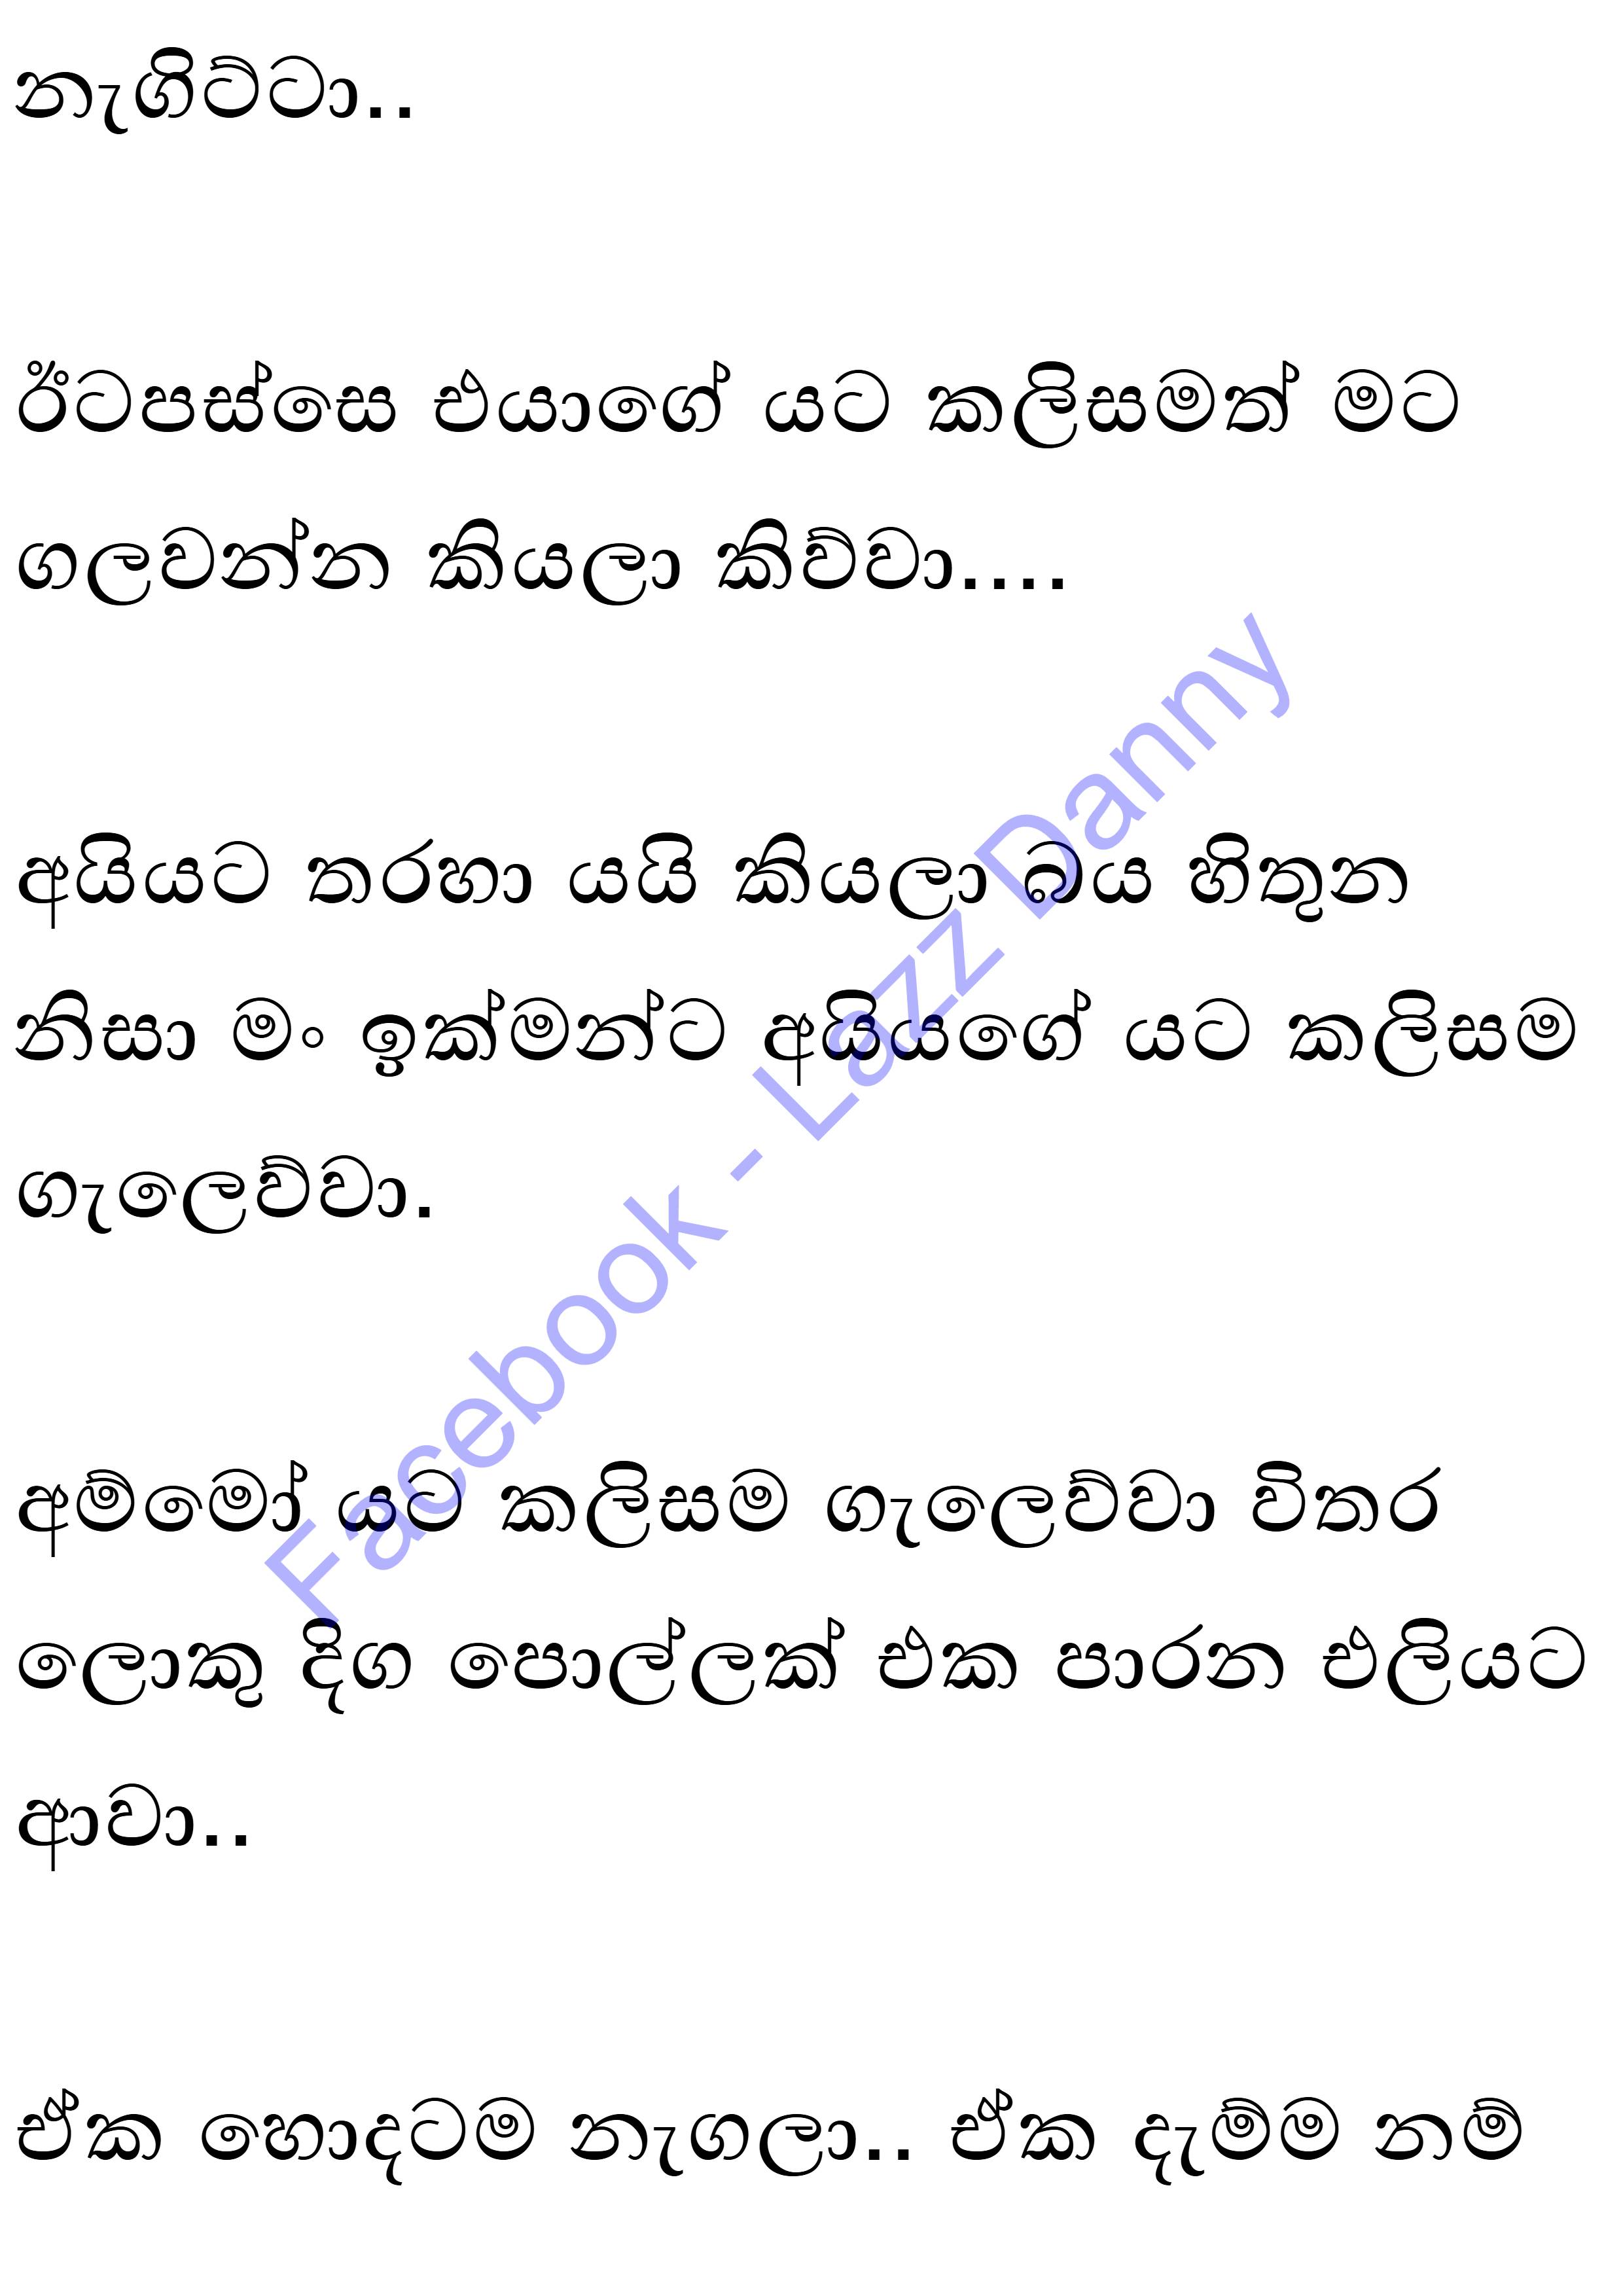 නැගිට්ටා..
ඊටපස්සෙ එයාගේ යට කලිසමත් මට
ගලවන්න කියලා කිව්වා....
අයියට තරහා යයි කියලා බය හිතුන
නිසා මං ඉක්මන්ට අයියගේ යට කලිසම
ගැලෙව්වා.
අම්මෝ යට කලිසම ගැලෙව්වා විතර
ලොකු දිග පොල්ලක් එක පාරන එලියට
ආවා..
ඒක හොදටම නැගලා.. ඒක දැම්ම නම්
Facebook - Lazz Danny